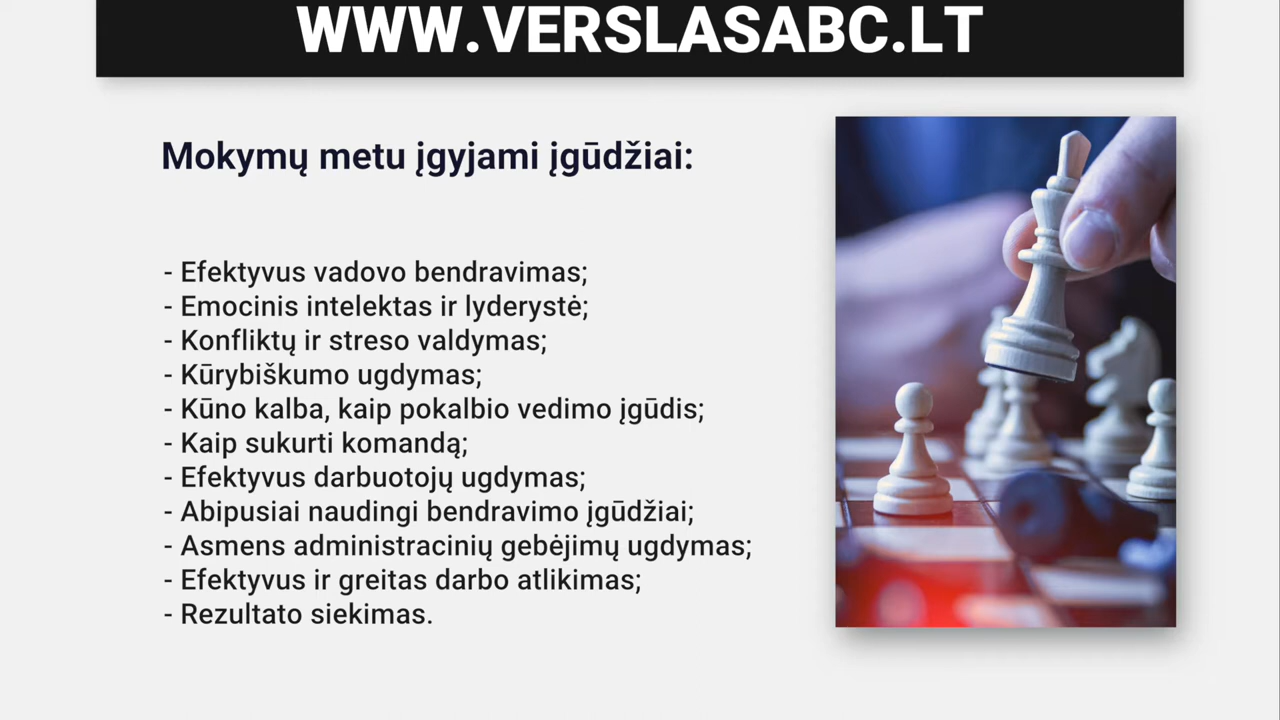 WWW.VERSLASABC.LT
Mokymų metu įgyjami įgūdžiai:
- Efektyvus vadovo bendravimas;
- Emocinis intelektas ir lyderystė;
- Konfliktų ir streso valdymas;
- Kūrybiškumo ugdymas;
- Kūno kalba, kaip pokalbio vedimo įgūdis;
- Kaip sukurti komandą;
- Efektyvus darbuotojų ugdymas;
- Abipusiai naudingi bendravimo įgūdžiai;
- Asmens administracinių gebėjimų ugdymas;
- Efektyvus ir greitas darbo atlikimas;
- Rezultato siekimas.